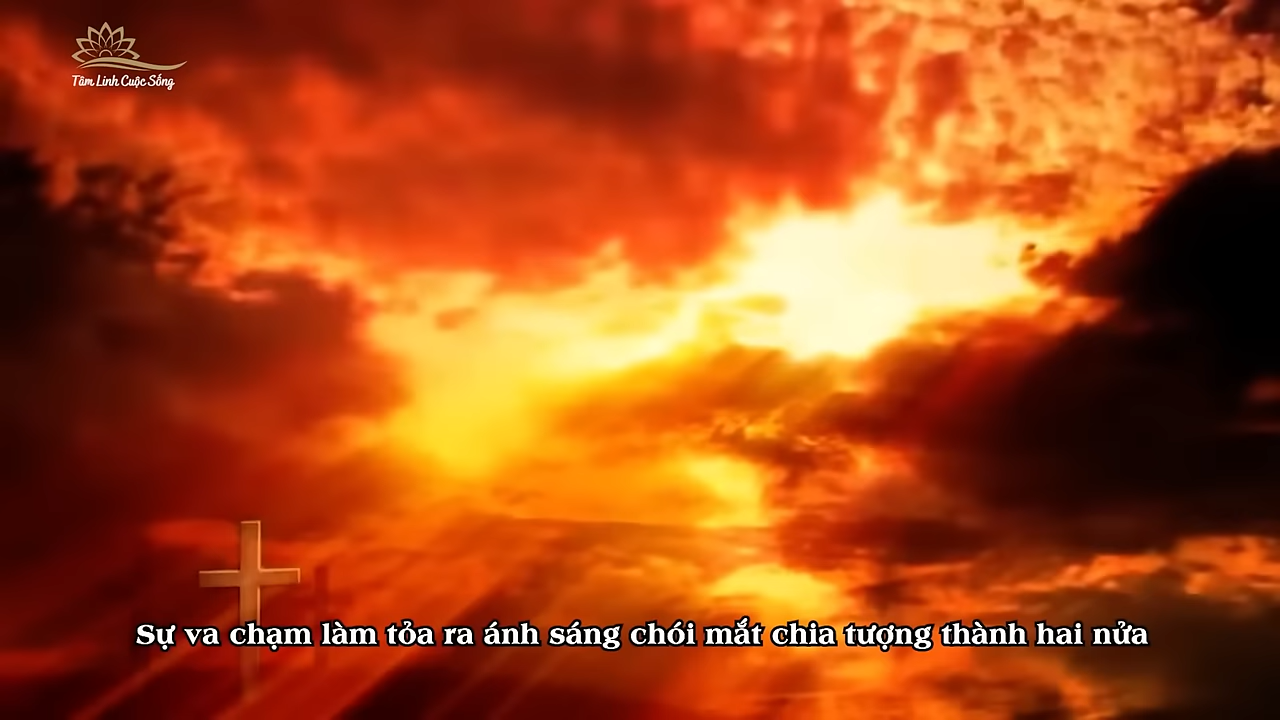 Tâm Linh Cuộc Sống
Sự va chạm làm tỏa ra ánh sáng chói mắt chia tượng thành hai nửa